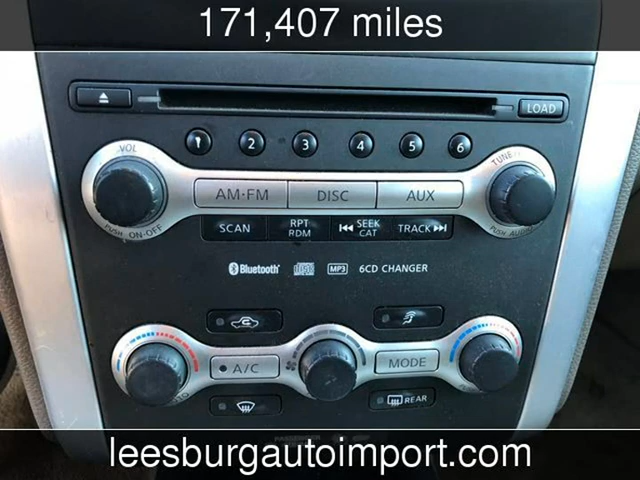 171,407 miles
LOAD
1 2 3 4 5 6
VOL
TUNE
AM·FM DISC AUX
PUSH ON-OFF
PUSH AUDIO
SCAN RPT RDM SEEK CAT TRACK
Bluetooth MP3 6CD CHANGER
A/C MODE
REAR
PASSENGER
leesburgautoimport.com